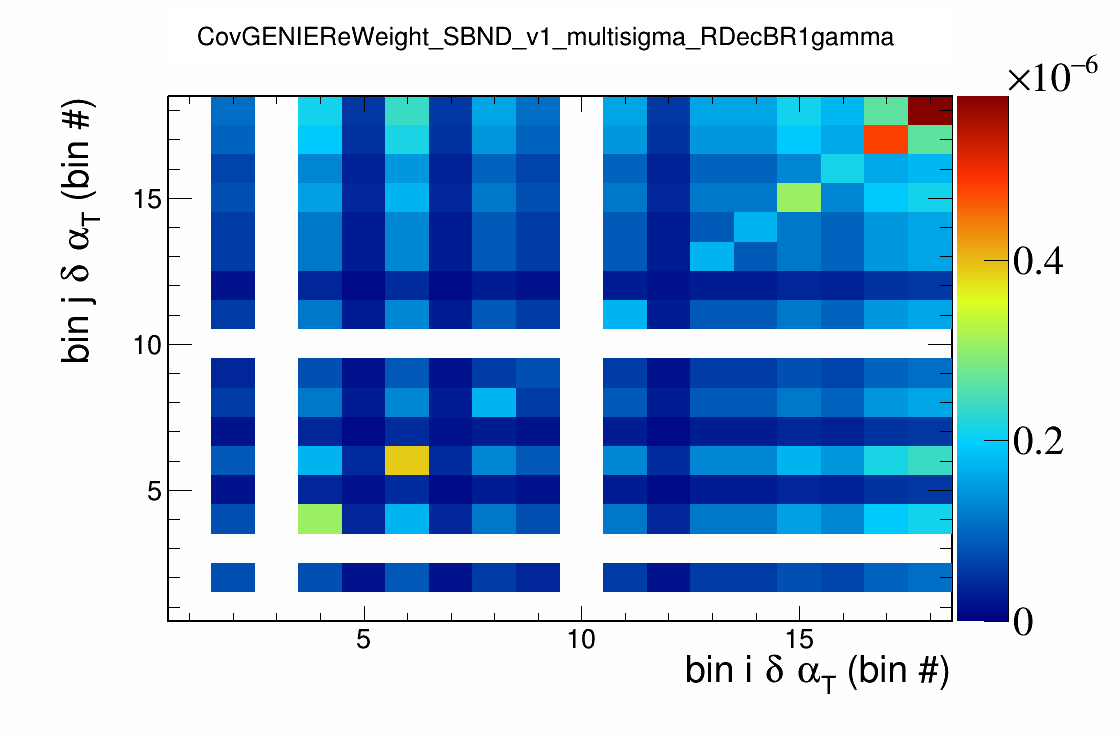 CovGENIEReWeight_SBND_v1_multisigma_RDecBR1gamma
×10⁻⁶
bin j δ α_T (bin #)
15
10
5
0.4
0.2
0
5 10 15
bin i δ α_T (bin #)